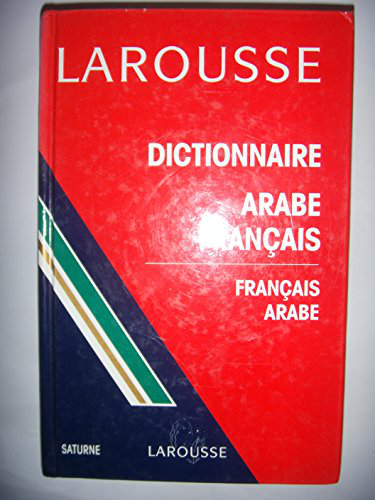 LAROUSSE
DICTIONNAIRE
ARABE
FRANÇAIS
FRANÇAIS
ARABE
SATURNE
LAROUSSE